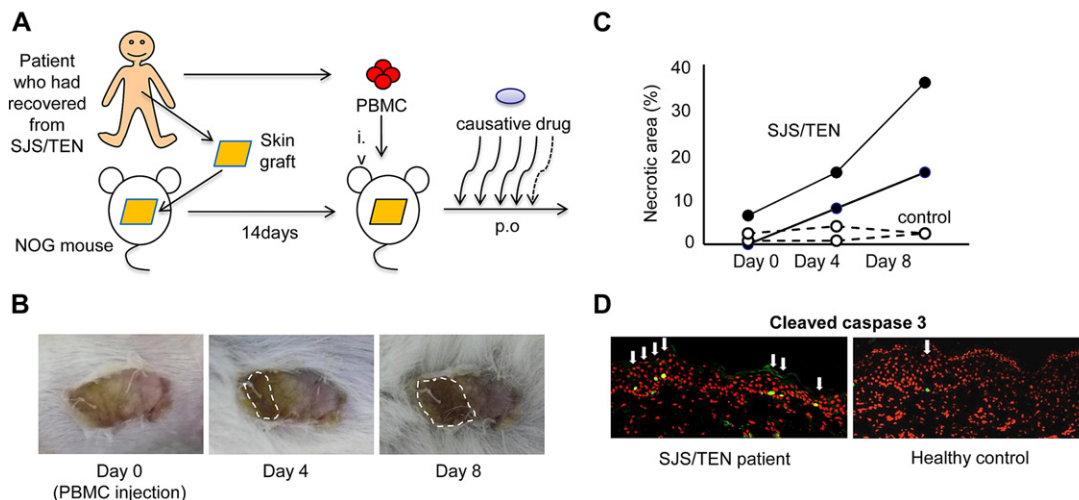 A
Patient
who had
recovered
from
SJS/TEN
PBMC
i.
v
causative drug
Skin
graft
NOG mouse
14days
p.o
B
Day 0
(PBMC injection)
Day 4
Day 8
C
Necrotic area (%)
40
30
20
10
0
SJS/TEN
control
Day 0 Day 4 Day 8
D
Cleaved caspase 3
SJS/TEN patient
Healthy control